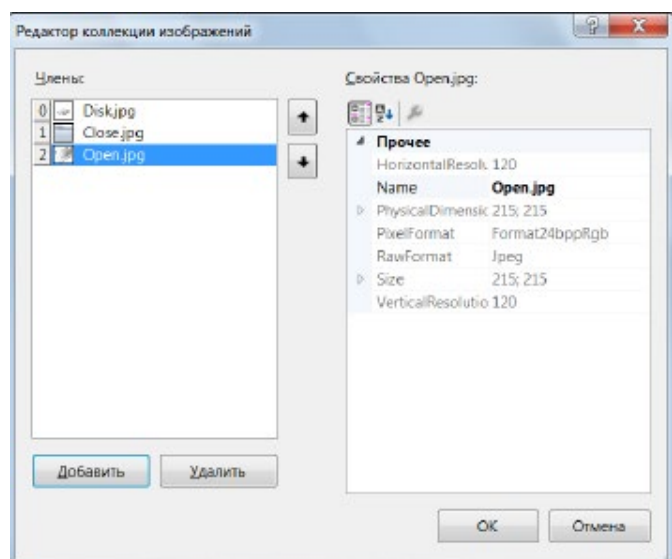 Редактор коллекции изображений
Члены:
0 Disk.jpg
1 Close.jpg
2 Open.jpg
Добавить Удалить
Свойства Open.jpg:
Прочее
HorizontalResolu 120
Name Open.jpg
PhysicalDimensic 215; 215
PixelFormat Format24bppRgb
RawFormat Jpeg
Size 215; 215
VerticalResolutio 120
OK Отмена